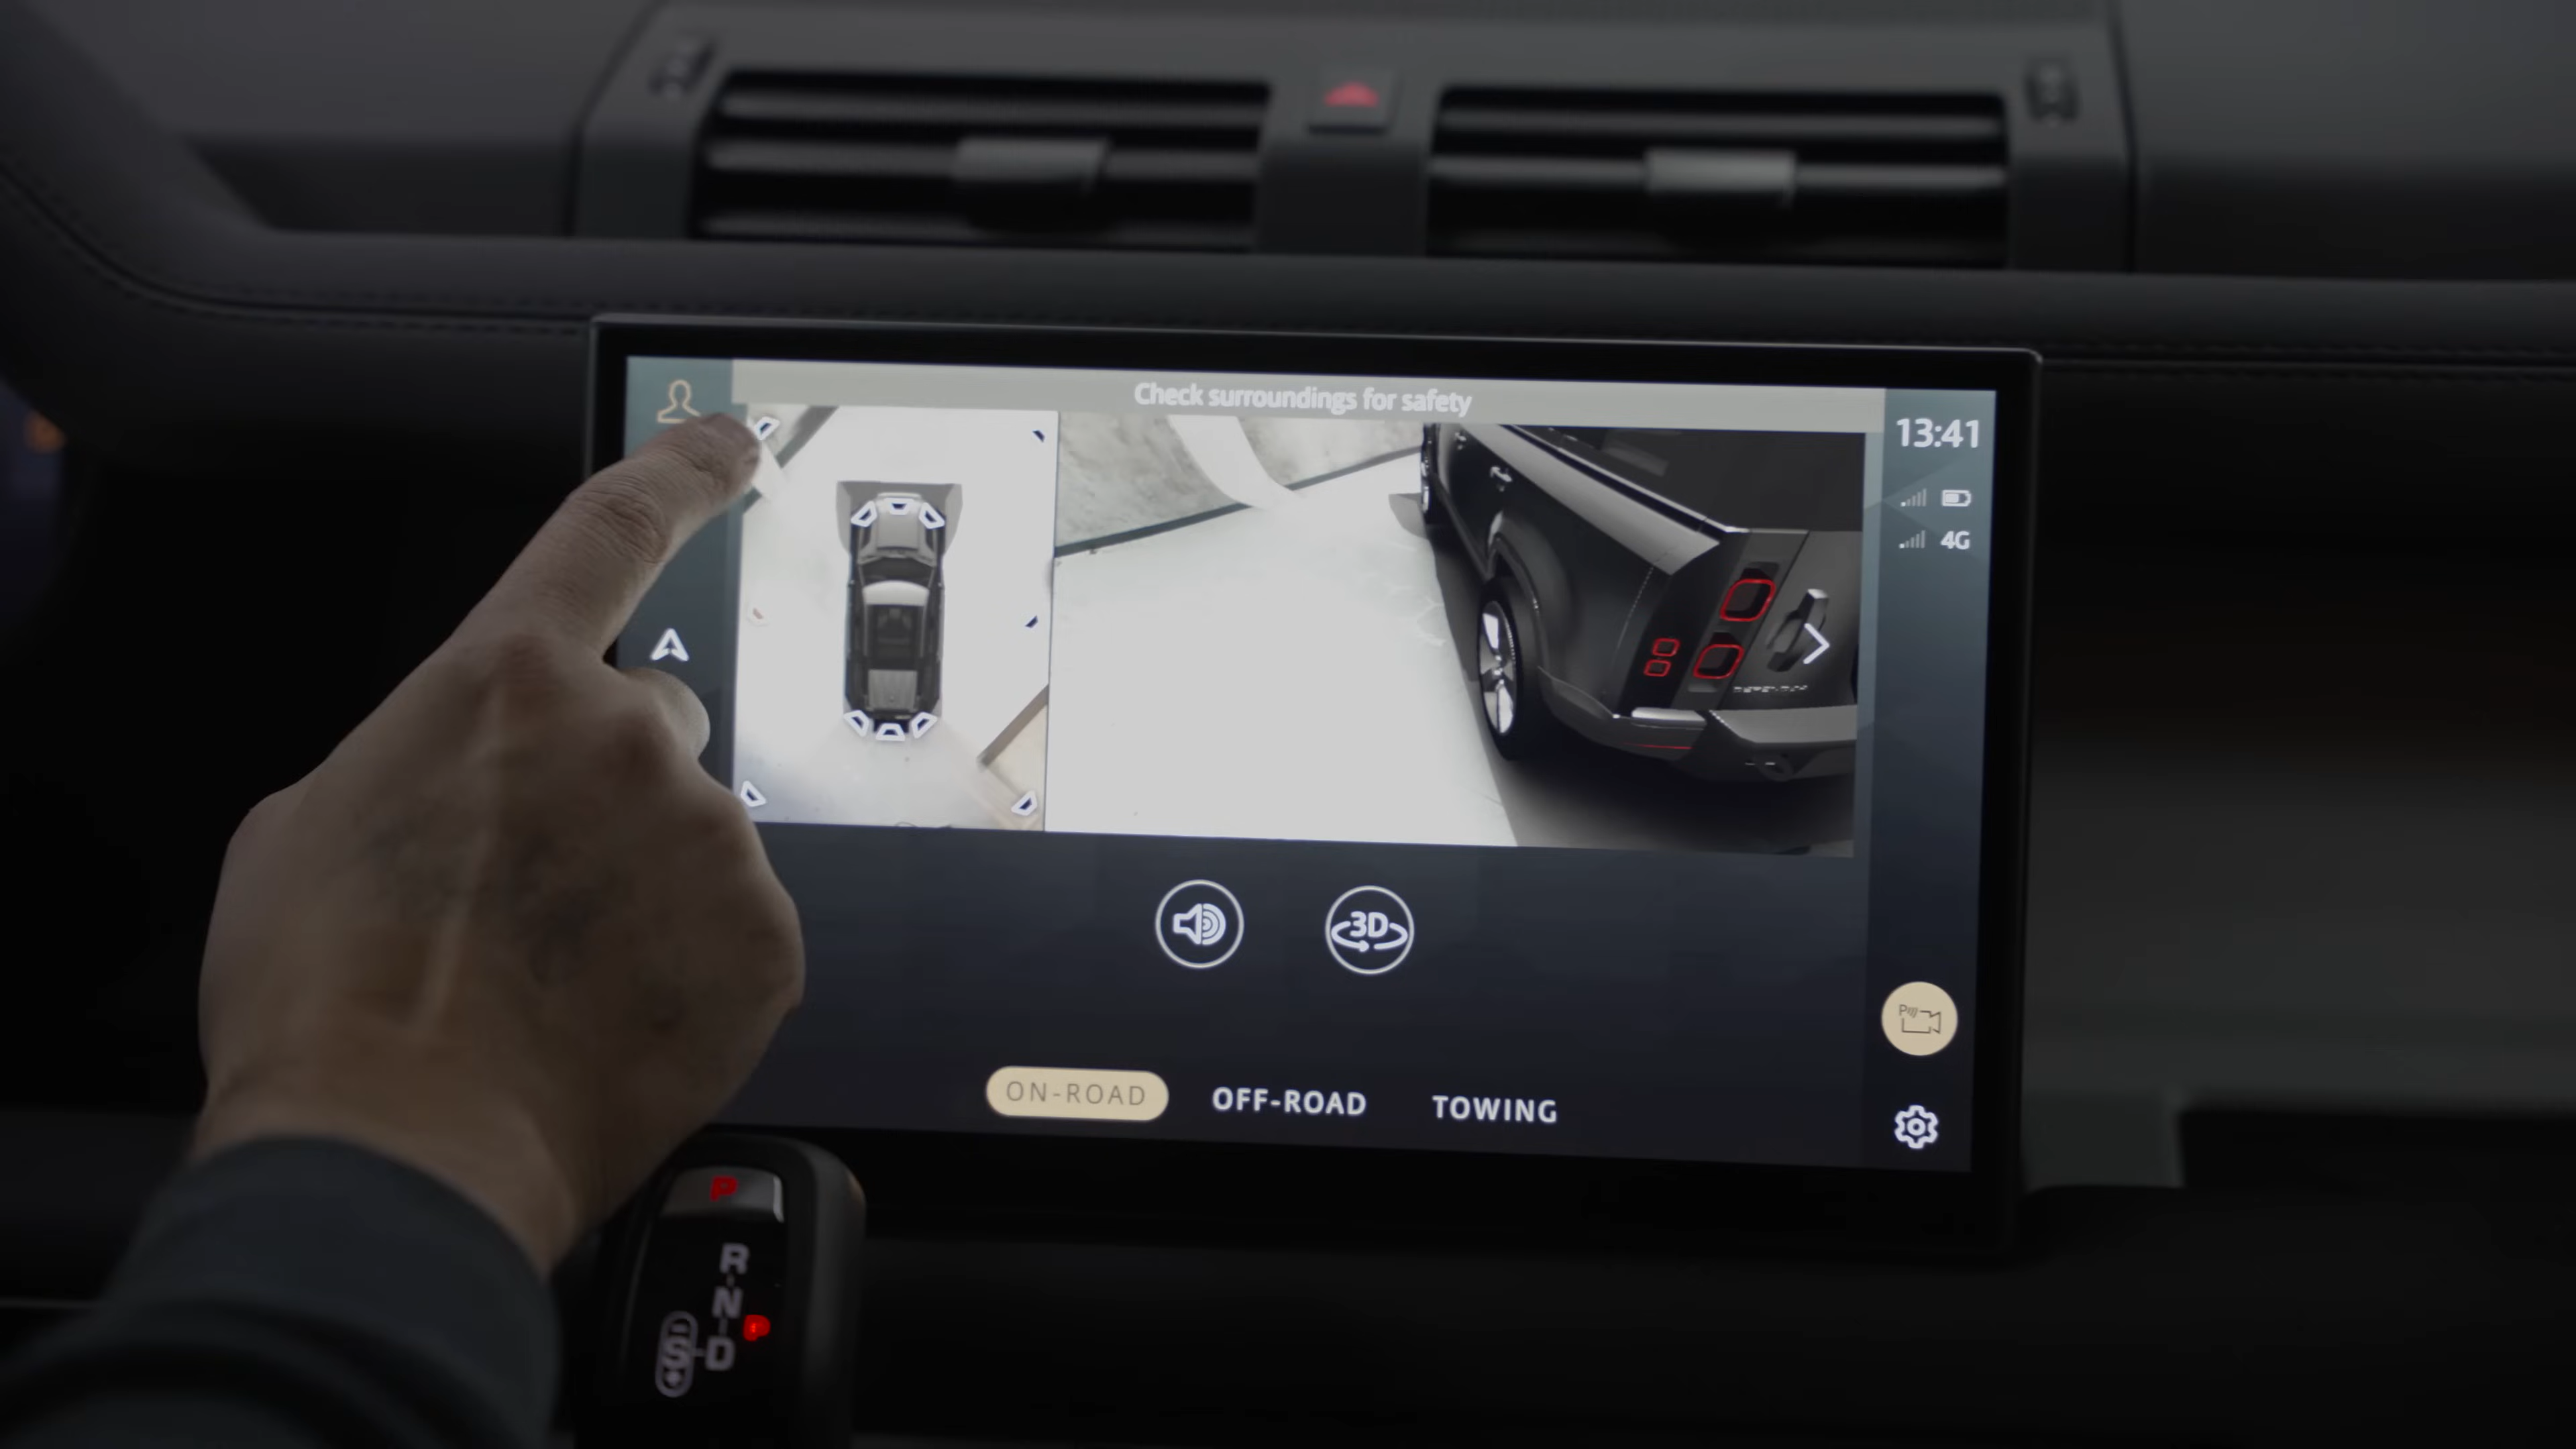 Check surroundings for safety
13:41
4G
3D
P
ON-ROAD
OFF-ROAD
TOWING
P
R
N
P
S
D